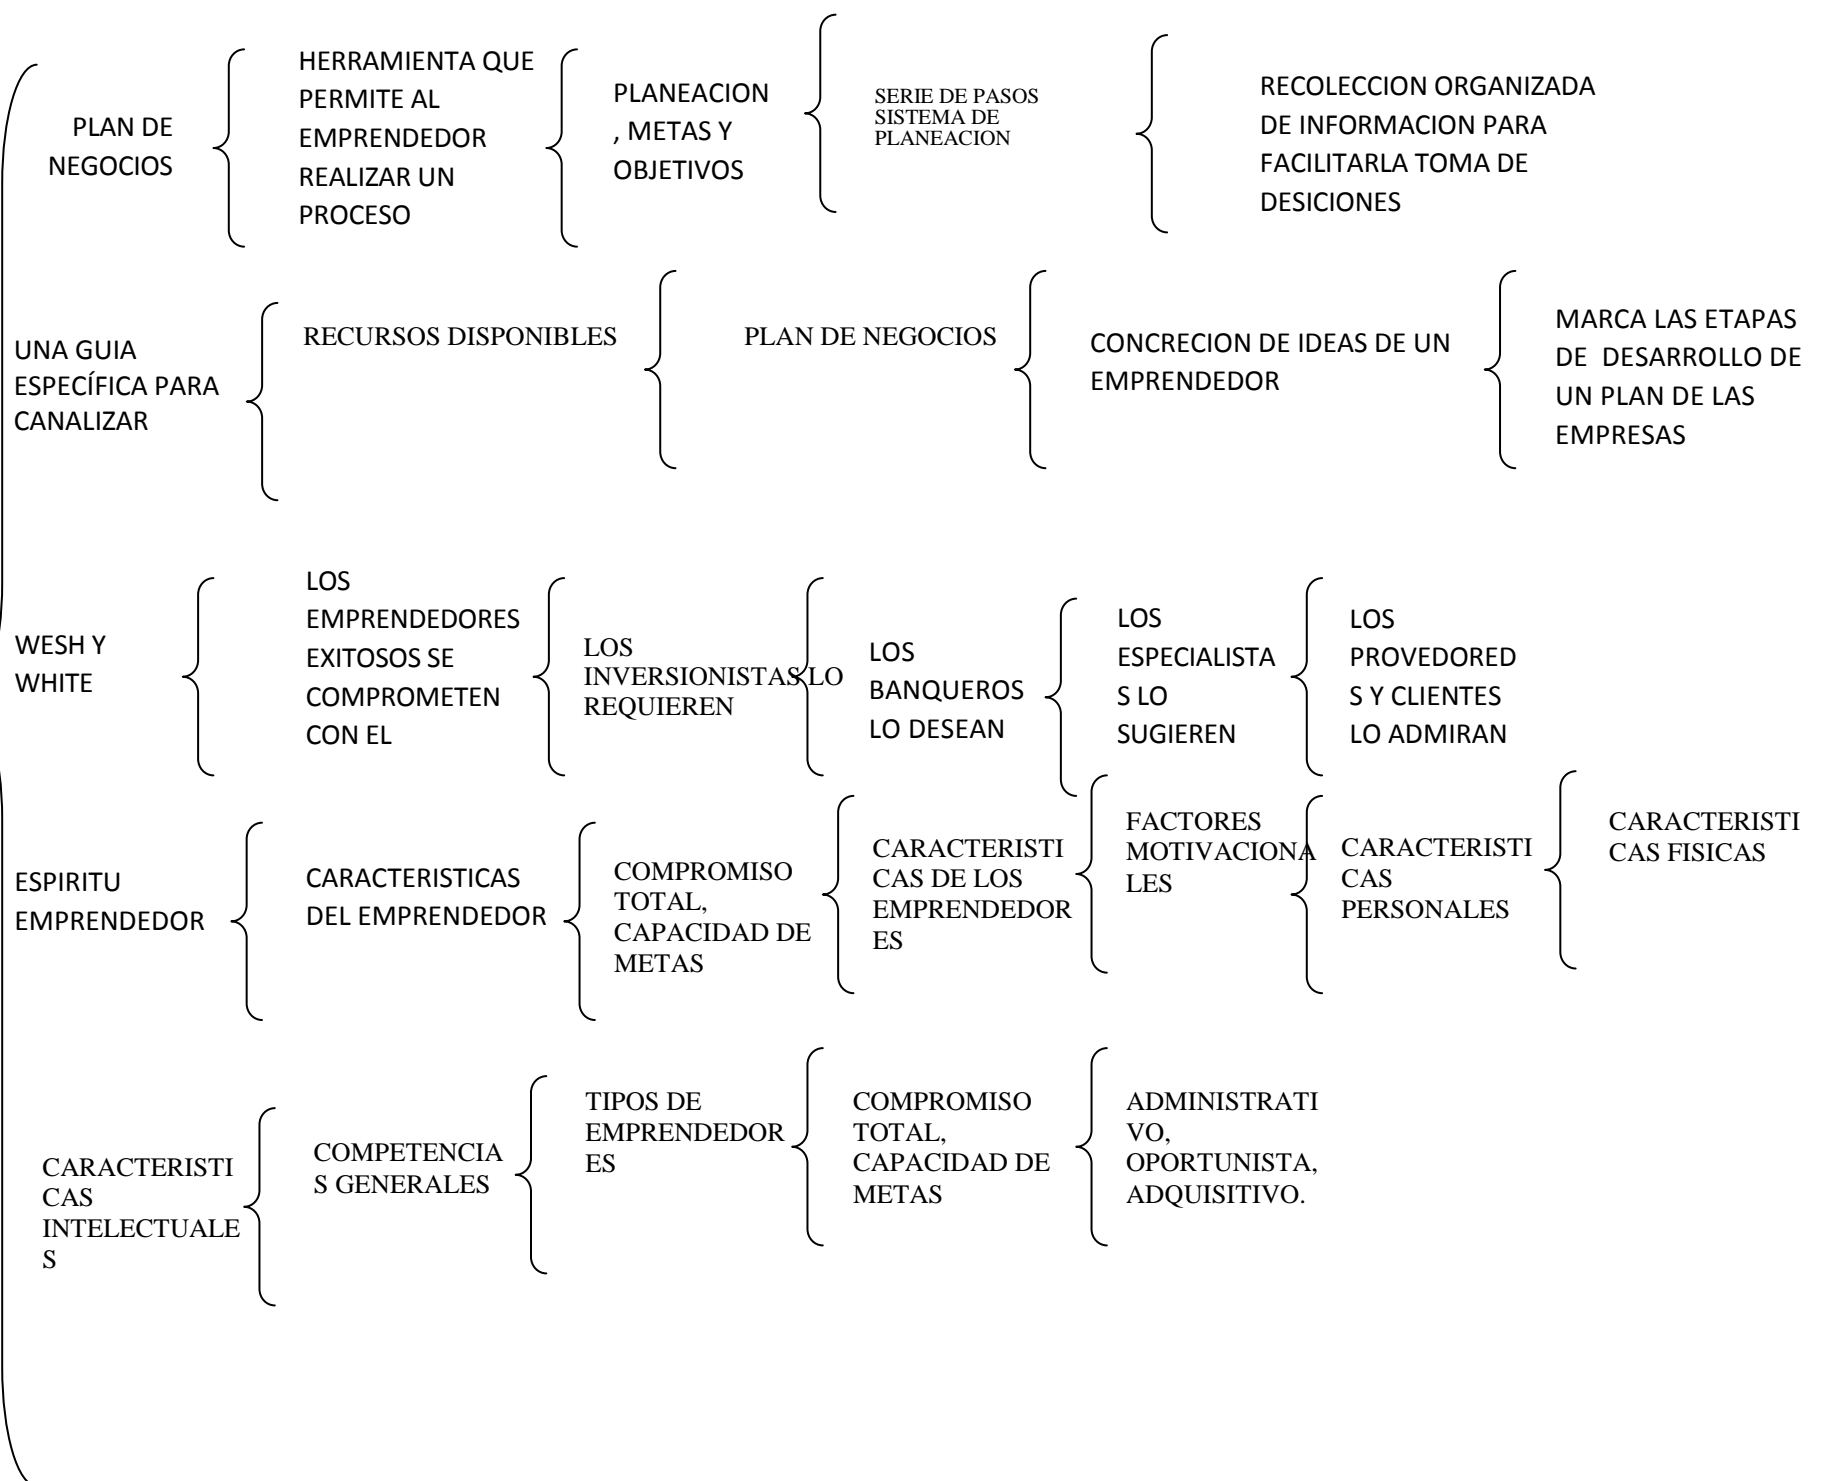 PLAN DE
NEGOCIOS
HERRAMIENTA QUE
PERMITE AL
EMPRENDEDOR
REALIZAR UN
PROCESO
PLANEACION
, METAS Y
OBJETIVOS
SERIE DE PASOS
SISTEMA DE
PLANEACION
RECOLECCION ORGANIZADA
DE INFORMACION PARA
FACILITARLA TOMA DE
DESICIONES
UNA GUIA
ESPECÍFICA PARA
CANALIZAR
RECURSOS DISPONIBLES
PLAN DE NEGOCIOS
CONCRECION DE IDEAS DE UN
EMPRENDEDOR
MARCA LAS ETAPAS
DE DESARROLLO DE
UN PLAN DE LAS
EMPRESAS
WESH Y
WHITE
LOS
EMPRENDEDORES
EXITOSOS SE
COMPROMETEN
CON EL
LOS
INVERSIONISTAS LO
REQUIEREN
LOS
BANQUEROS
LO DESEAN
LOS
ESPECIALISTA
S LO
SUGIEREN
LOS
PROVEDORED
S Y CLIENTES
LO ADMIRAN
ESPIRITU
EMPRENDEDOR
CARACTERISTICAS
DEL EMPRENDEDOR
COMPROMISO
TOTAL,
CAPACIDAD DE
METAS
CARACTERISTI
CAS DE LOS
EMPRENDEDOR
ES
FACTORES
MOTIVACIONA
LES
CARACTERISTI
CAS
PERSONALES
CARACTERISTI
CAS FISICAS
CARACTERISTI
CAS
INTELECTUALE
S
COMPETENCIA
S GENERALES
TIPOS DE
EMPRENDEDOR
ES
COMPROMISO
TOTAL,
CAPACIDAD DE
METAS
ADMINISTRATI
VO,
OPORTUNISTA,
ADQUISITIVO.